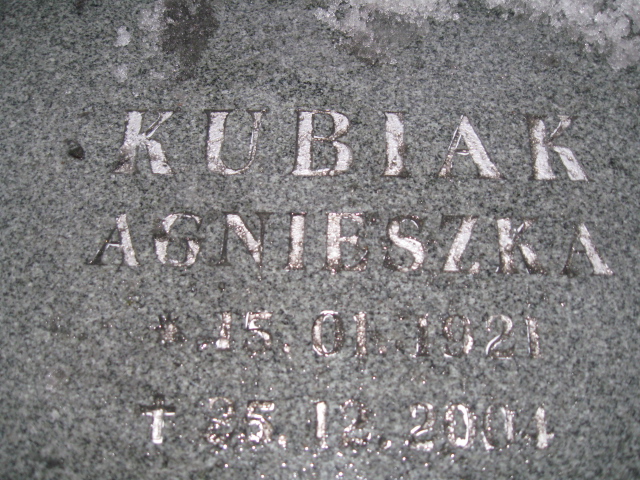 KUBIAK
AGNIESZKA
* 15.01.1921
† 25.12.2004